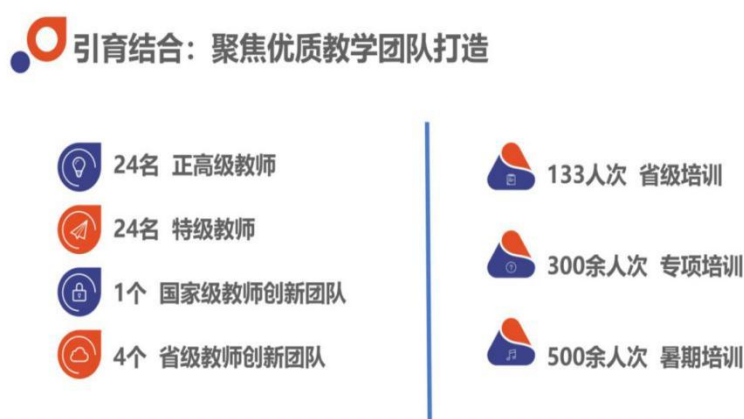 引育结合：聚焦优质教学团队打造
24名 正高级教师
24名 特级教师
1个 国家级教师创新团队
4个 省级教师创新团队
133人次 省级培训
300余人次 专项培训
500余人次 暑期培训